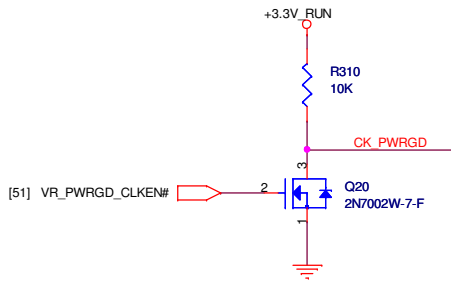 +3.3V_RUN
R310
10K
CK_PWRGD
3
[51] VR_PWRGD_CLKEN#
2
Q20
2N7002W-7-F
1